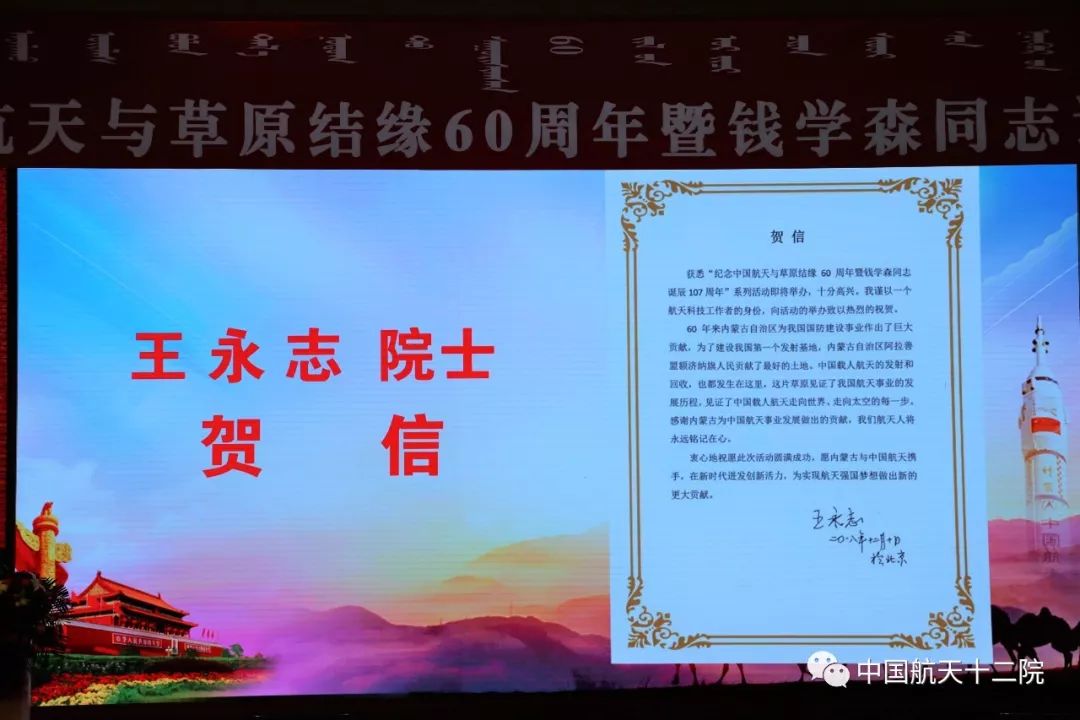 航天与草原结缘60周年暨钱学森同志
王永志 院士
贺 信
贺 信
获悉“纪念中国航天与草原结缘 60 周年暨钱学森同志
诞辰 107 周年”系列活动即将举办，十分高兴。我谨以一个
航天科技工作者的身份，向活动的举办致以热烈的祝贺。
60 年来内蒙古自治区为我国国防建设事业作出了巨大
贡献，为了建设我国第一个发射基地，内蒙古自治区阿拉善
盟额济纳旗人民贡献了最好的土地。中国载人航天的发射和
回收，也都发生在这里，这片草原见证了我国航天事业的发
展历程，见证了中国载人航天走向世界、走向太空的每一步。
感谢内蒙古为中国航天事业发展做出的贡献，我们航天人将
永远铭记在心。
衷心地祝愿此次活动圆满成功，愿内蒙古与中国航天携
手，在新时代迸发创新活力，为实现航天强国梦想做出新的
更大贡献。
王永志
二〇一八年十二月十日
于北京
中国航
中国航天十二院